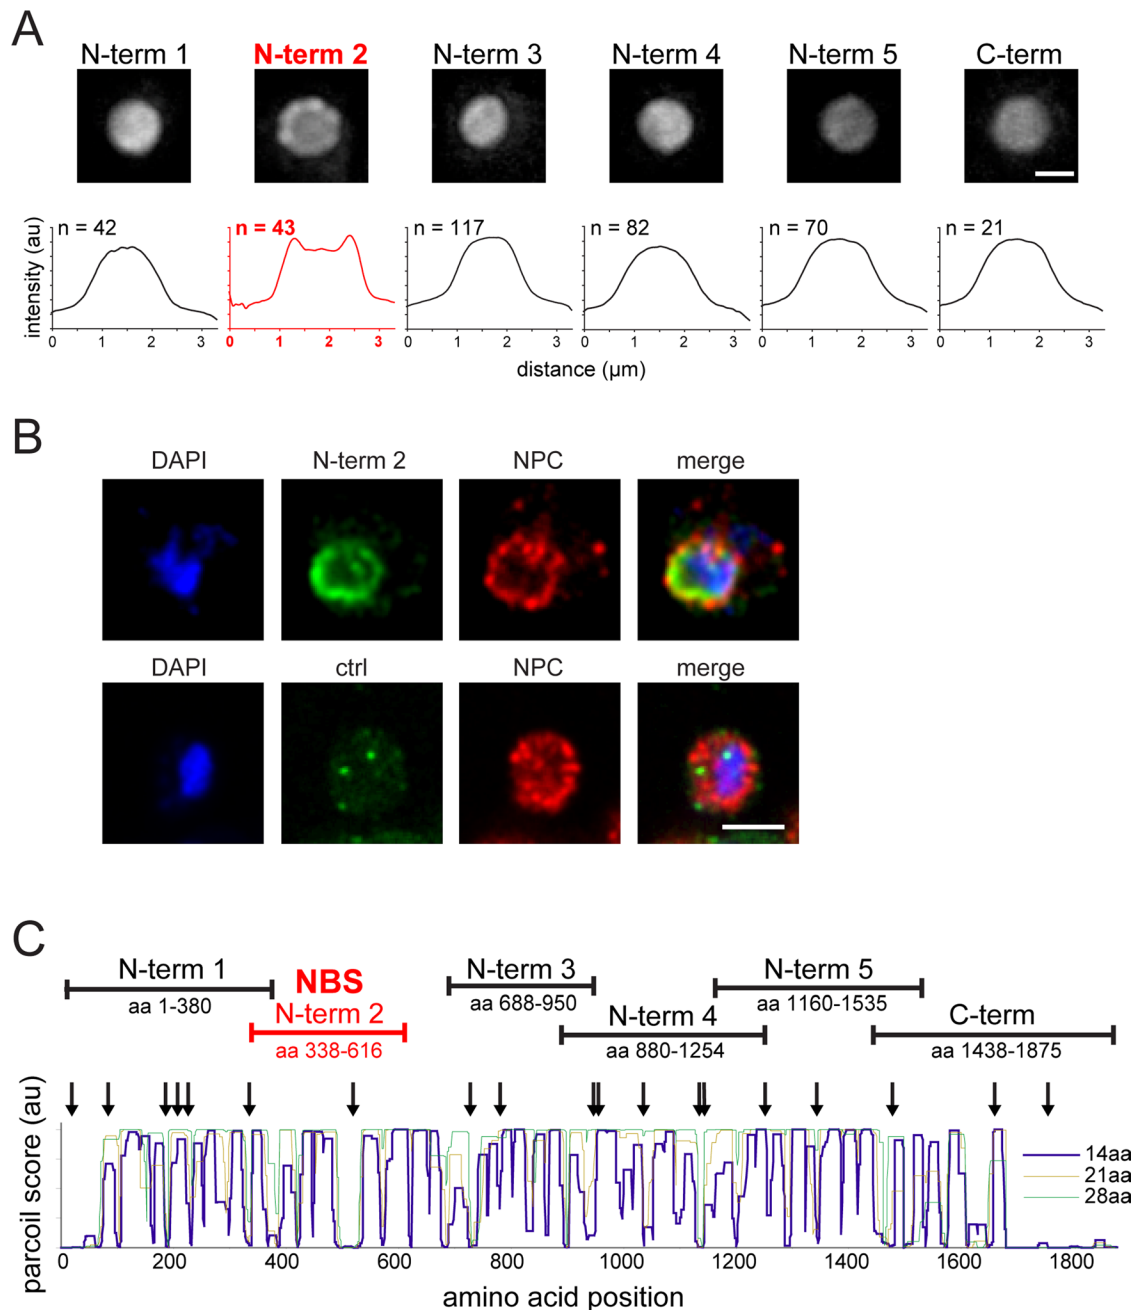 A
N-term 1 N-term 2 N-term 3 N-term 4 N-term 5 C-term
n = 42 n = 43 n = 117 n = 82 n = 70 n = 21
intensity (au)
0 1 2 3 0 1 2 3 0 1 2 3 0 1 2 3 0 1 2 3 0 1 2 3
distance (µm)
B
DAPI N-term 2 NPC merge
DAPI ctrl NPC merge
C
N-term 1 NBS N-term 3 N-term 5
aa 1-380 aa 688-950 aa 1160-1535
N-term 2 N-term 4 C-term
aa 338-616 aa 880-1254 aa 1438-1875
parcoil score (au)
14aa
21aa
28aa
0 200 400 600 800 1000 1200 1400 1600 1800
amino acid position